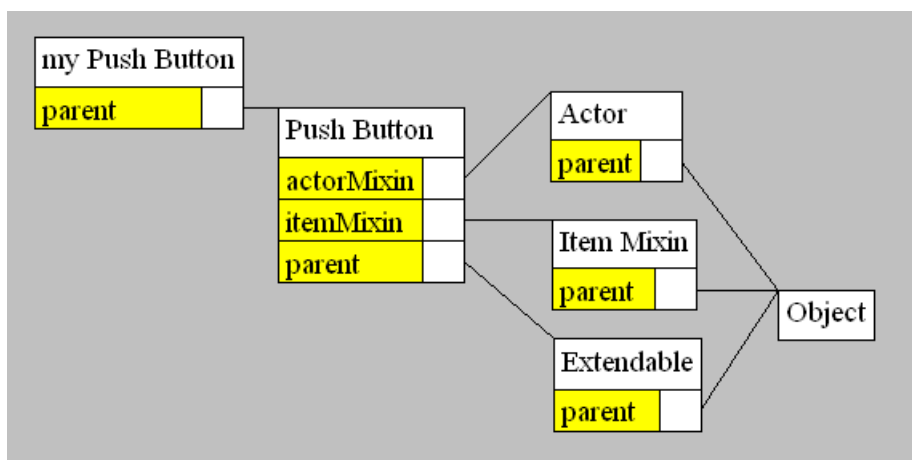 my Push Button
parent
Push Button
actorMixin
itemMixin
parent
Actor
parent
Item Mixin
parent
Extendable
parent
Object